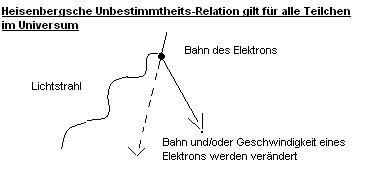 Heisenbergsche Unbestimmtheits-Relation gilt für alle Teilchen
im Universum
Bahn des Elektrons
Lichtstrahl
Bahn und/oder Geschwindigkeit eines
Elektrons werden verändert